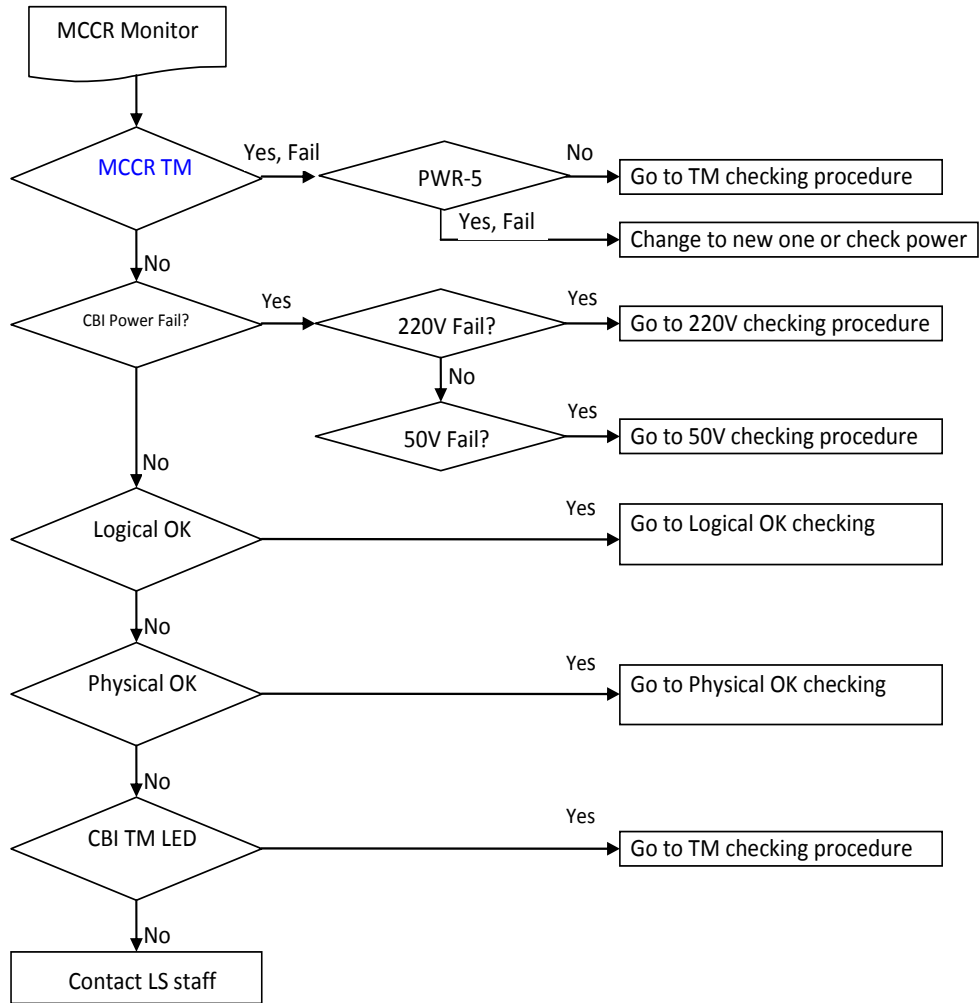 MCCR Monitor
MCCR TM
Yes, Fail
PWR-5
No
Go to TM checking procedure
Yes, Fail
Change to new one or check power
No
CBI Power Fail?
Yes
220V Fail?
Yes
Go to 220V checking procedure
No
50V Fail?
Yes
Go to 50V checking procedure
No
Logical OK
Yes
Go to Logical OK checking
No
Physical OK
Yes
Go to Physical OK checking
No
CBI TM LED
Yes
Go to TM checking procedure
No
Contact LS staff